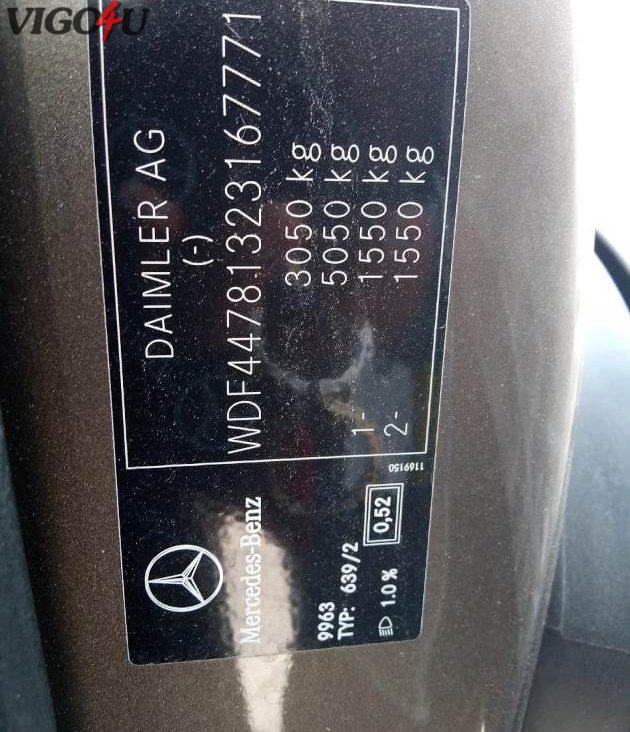 VIGO4U
DAIMLER AG
(-)
WDF44781323167771
3050 kg
5050 kg
1- 1550 kg
2- 1550 kg
1169150
Mercedes-Benz
9963
TYP: 639/2
0,52
1.0 %